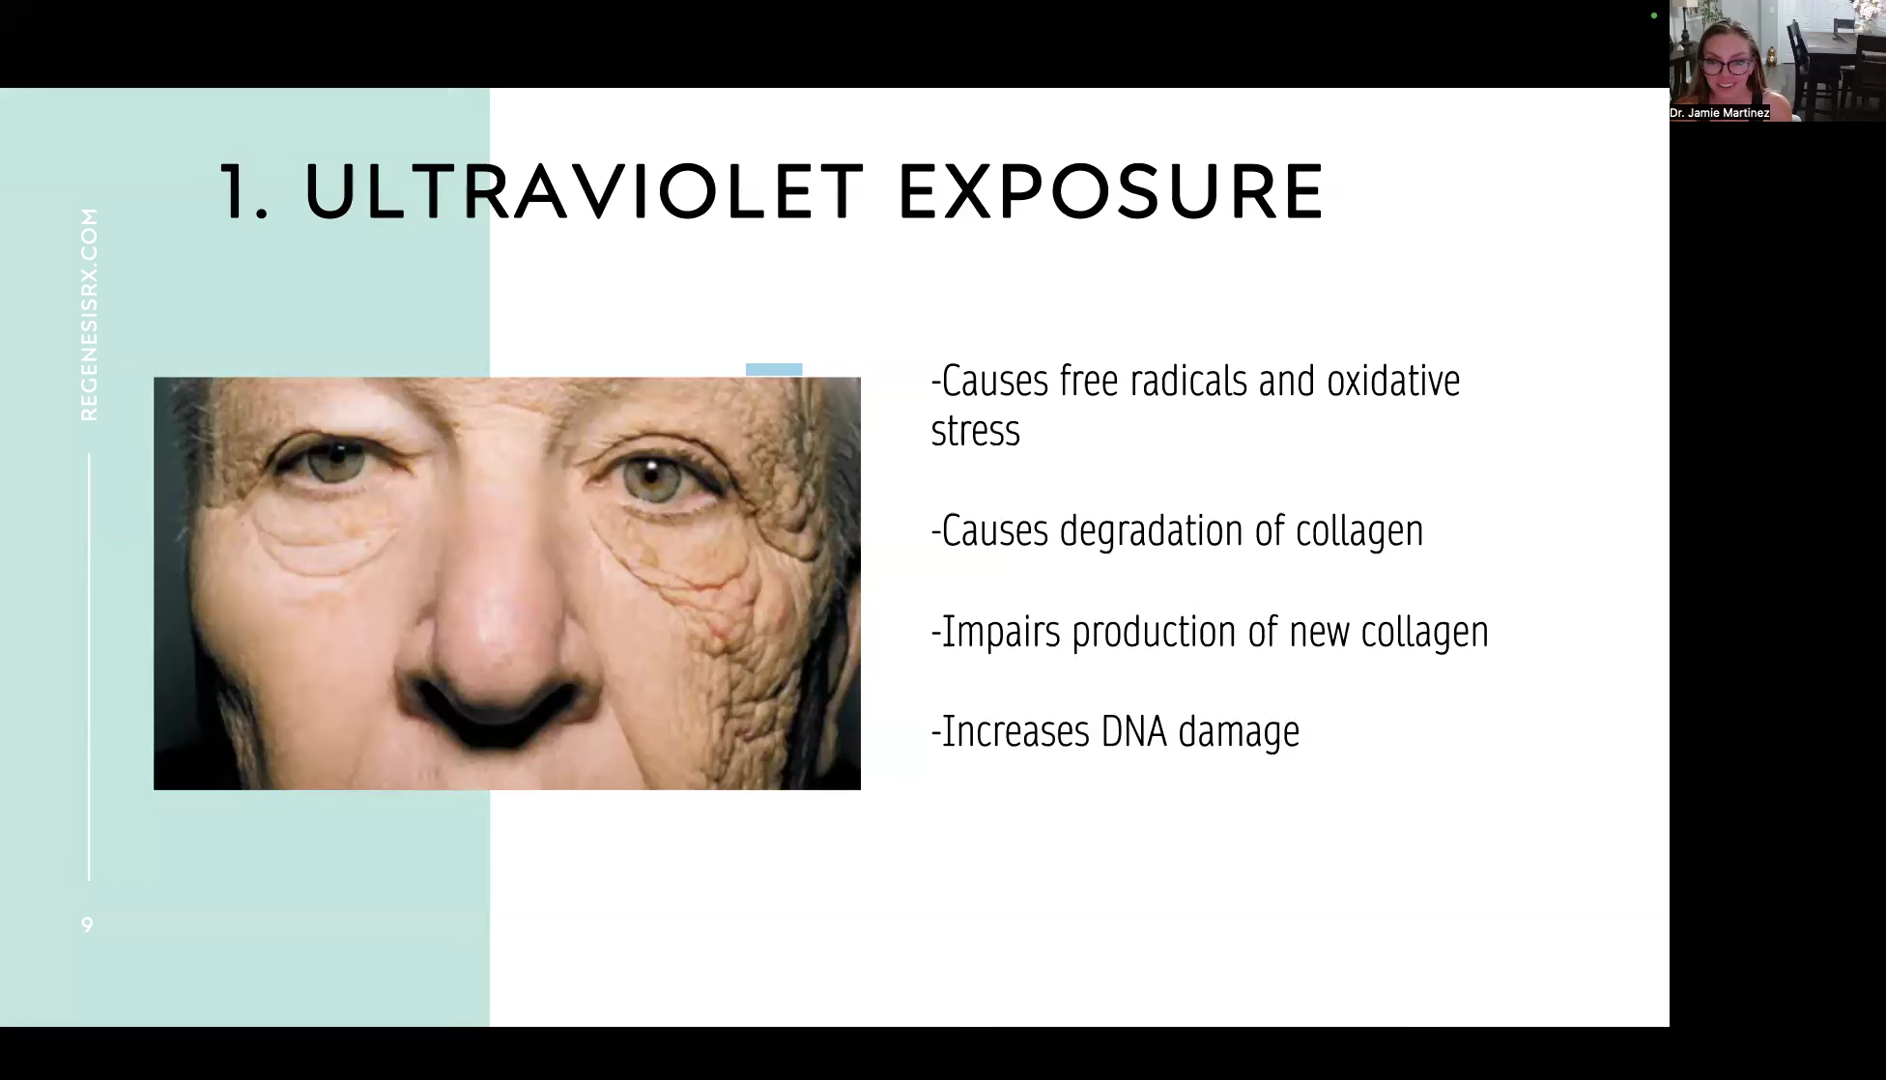 Dr. Jamie Martinez
1. ULTRAVIOLET EXPOSURE
REGENESISRX.COM
-Causes free radicals and oxidative
stress
-Causes degradation of collagen
-Impairs production of new collagen
-Increases DNA damage
9